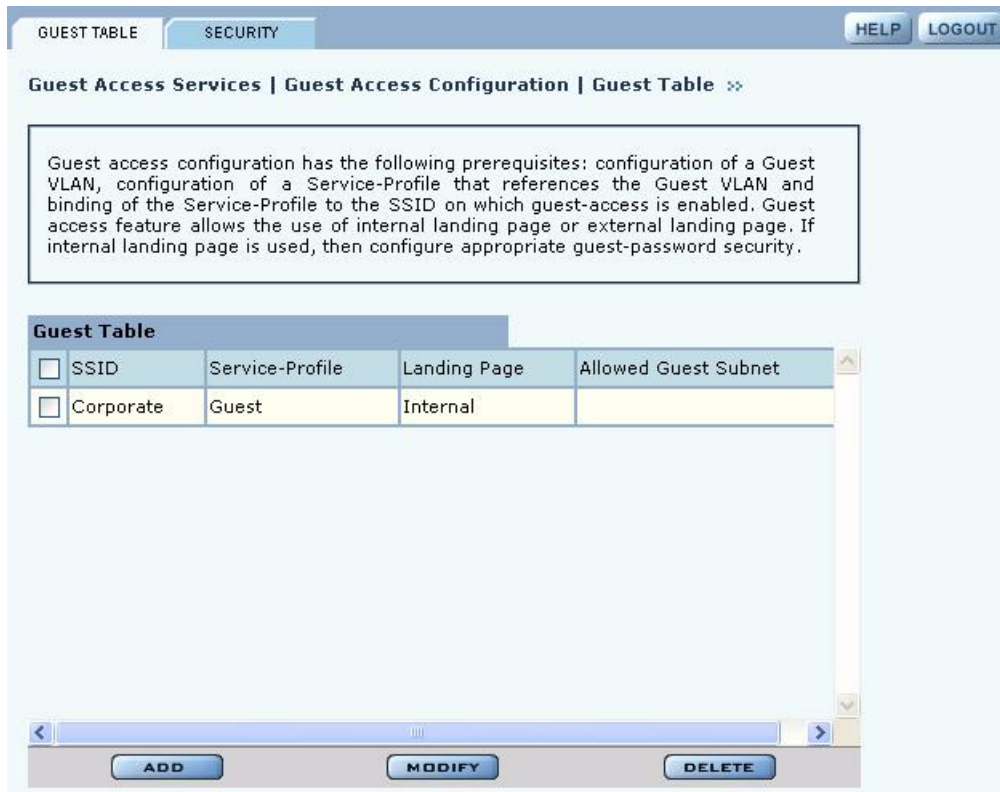 GUEST TABLE SECURITY HELP LOGOUT
Guest Access Services | Guest Access Configuration | Guest Table »
Guest access configuration has the following prerequisites: configuration of a Guest
VLAN, configuration of a Service-Profile that references the Guest VLAN and
binding of the Service-Profile to the SSID on which guest-access is enabled. Guest
access feature allows the use of internal landing page or external landing page. If
internal landing page is used, then configure appropriate guest-password security.
Guest Table
SSID Service-Profile Landing Page Allowed Guest Subnet
Corporate Guest Internal
ADD MODIFY DELETE